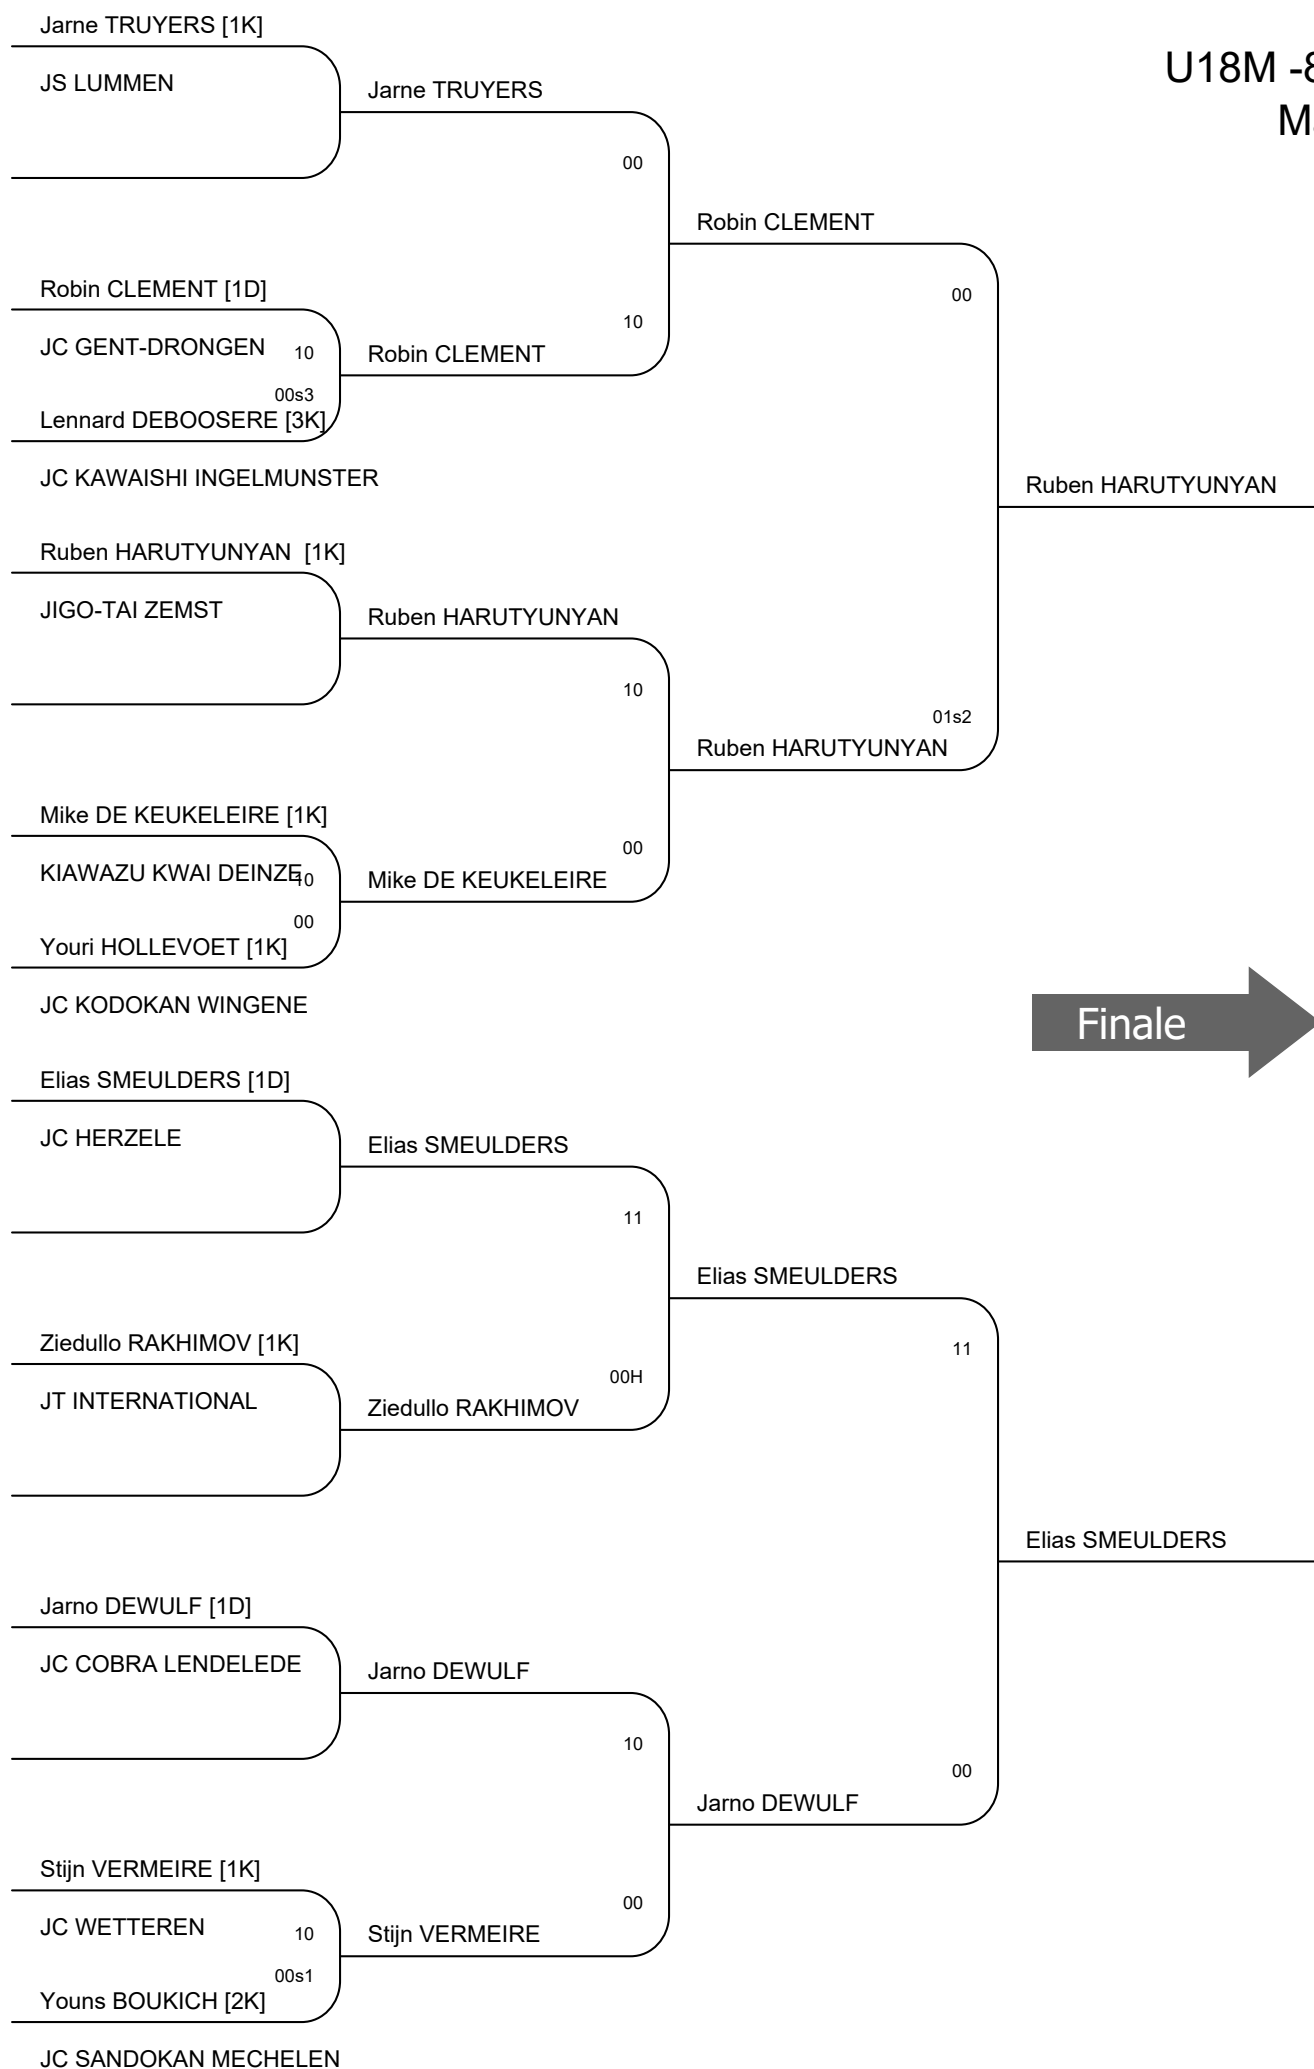 Jarne TRUYERS [1K]
JS LUMMEN
U18M -8
Jarne TRUYERS
00
Robin CLEMENT
Robin CLEMENT [1D]
00
JC GENT-DRONGEN 10
10
Robin CLEMENT
00s3
Lennard DEBOOSERE [3K]
JC KAWAISHI INGELMUNSTER
Ruben HARUTYUNYAN
Ruben HARUTYUNYAN [1K]
JIGO-TAI ZEMST
Ruben HARUTYUNYAN
10
01s2
Ruben HARUTYUNYAN
Mike DE KEUKELEIRE [1K]
00
KIAWAZU KWAI DEINZE 10
Mike DE KEUKELEIRE
00
Youri HOLLEVOET [1K]
JC KODOKAN WINGENE
Finale
Elias SMEULDERS [1D]
JC HERZELE
Elias SMEULDERS
11
Elias SMEULDERS
Ziedullo RAKHIMOV [1K]
11
00H
JT INTERNATIONAL
Ziedullo RAKHIMOV
Elias SMEULDERS
Jarno DEWULF [1D]
JC COBRA LENDELEDE
Jarno DEWULF
10
00
Jarno DEWULF
Stijn VERMEIRE [1K]
00
JC WETTEREN 10
Stijn VERMEIRE
00s1
Youns BOUKICH [2K]
JC SANDOKAN MECHELEN